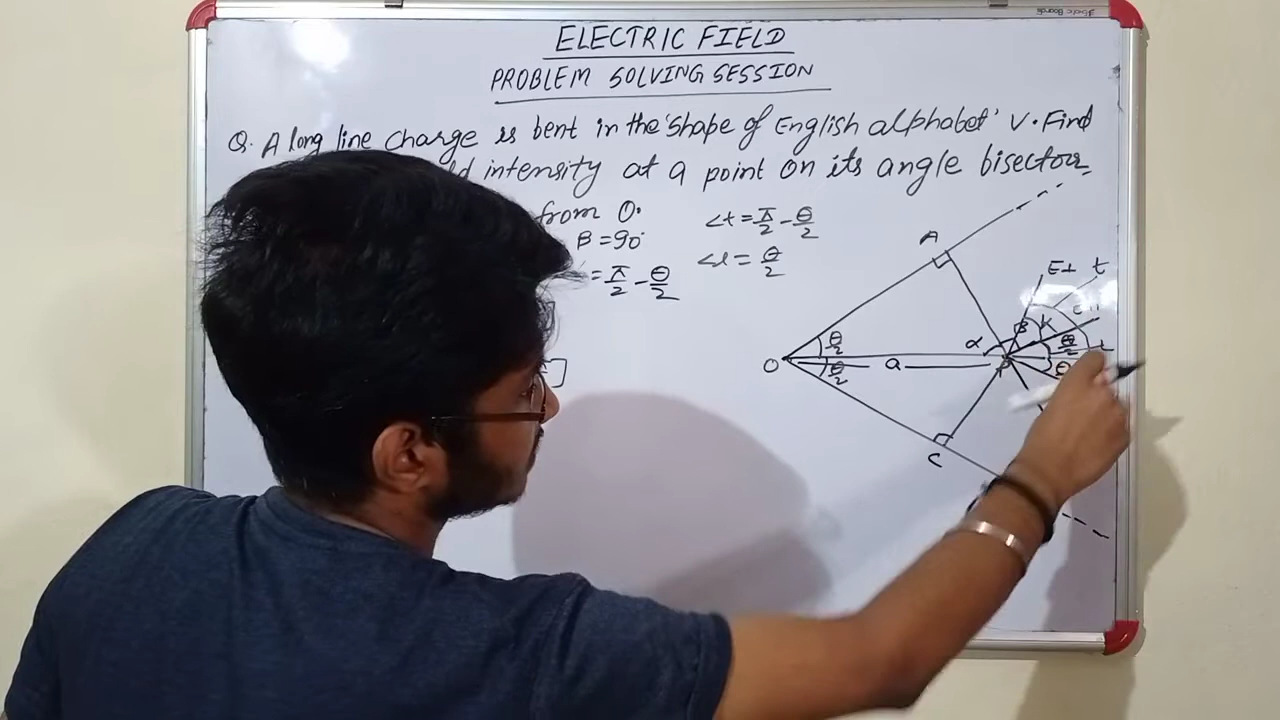 ELECTRIC FIELD
PROBLEM SOLVING SESSION
Q. A long line charge is bent in the 'shape of English alphabet' V. Find
intensity at a point on its angle bisector
from O.
∠t = π/2 - θ/2
β = 90°
= π/2 - θ/2
∠l = θ/2
A
E⊥
t
θ/2
α
β
θ/2
O
a
P
θ/2
C